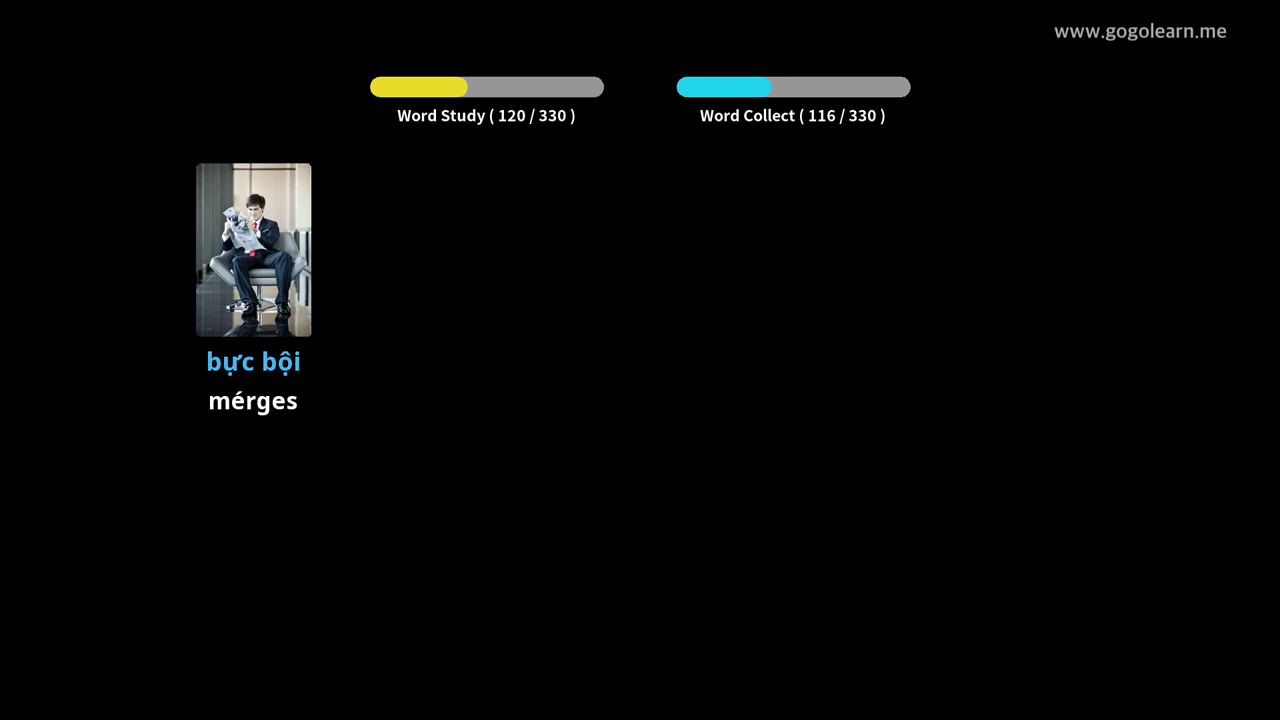 www.gogolearn.me
Word Study ( 120 / 330 )
Word Collect ( 116 / 330 )
bực bội
mérges